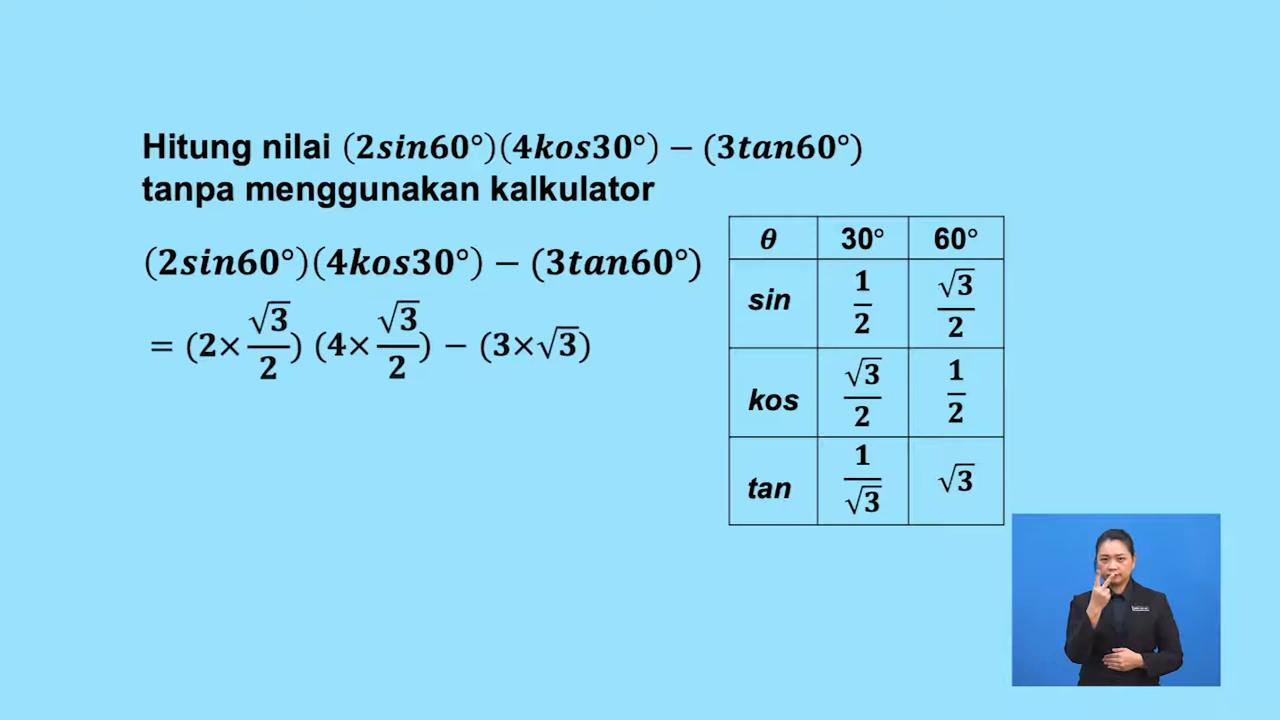 Hitung nilai (2sin60°)(4kos30°) − (3tan60°)
tanpa menggunakan kalkulator
(2sin60°)(4kos30°) − (3tan60°)
= (2×√3/2) (4×√3/2) − (3×√3)
θ 30° 60°
sin 1/2 √3/2
kos √3/2 1/2
tan 1/√3 √3